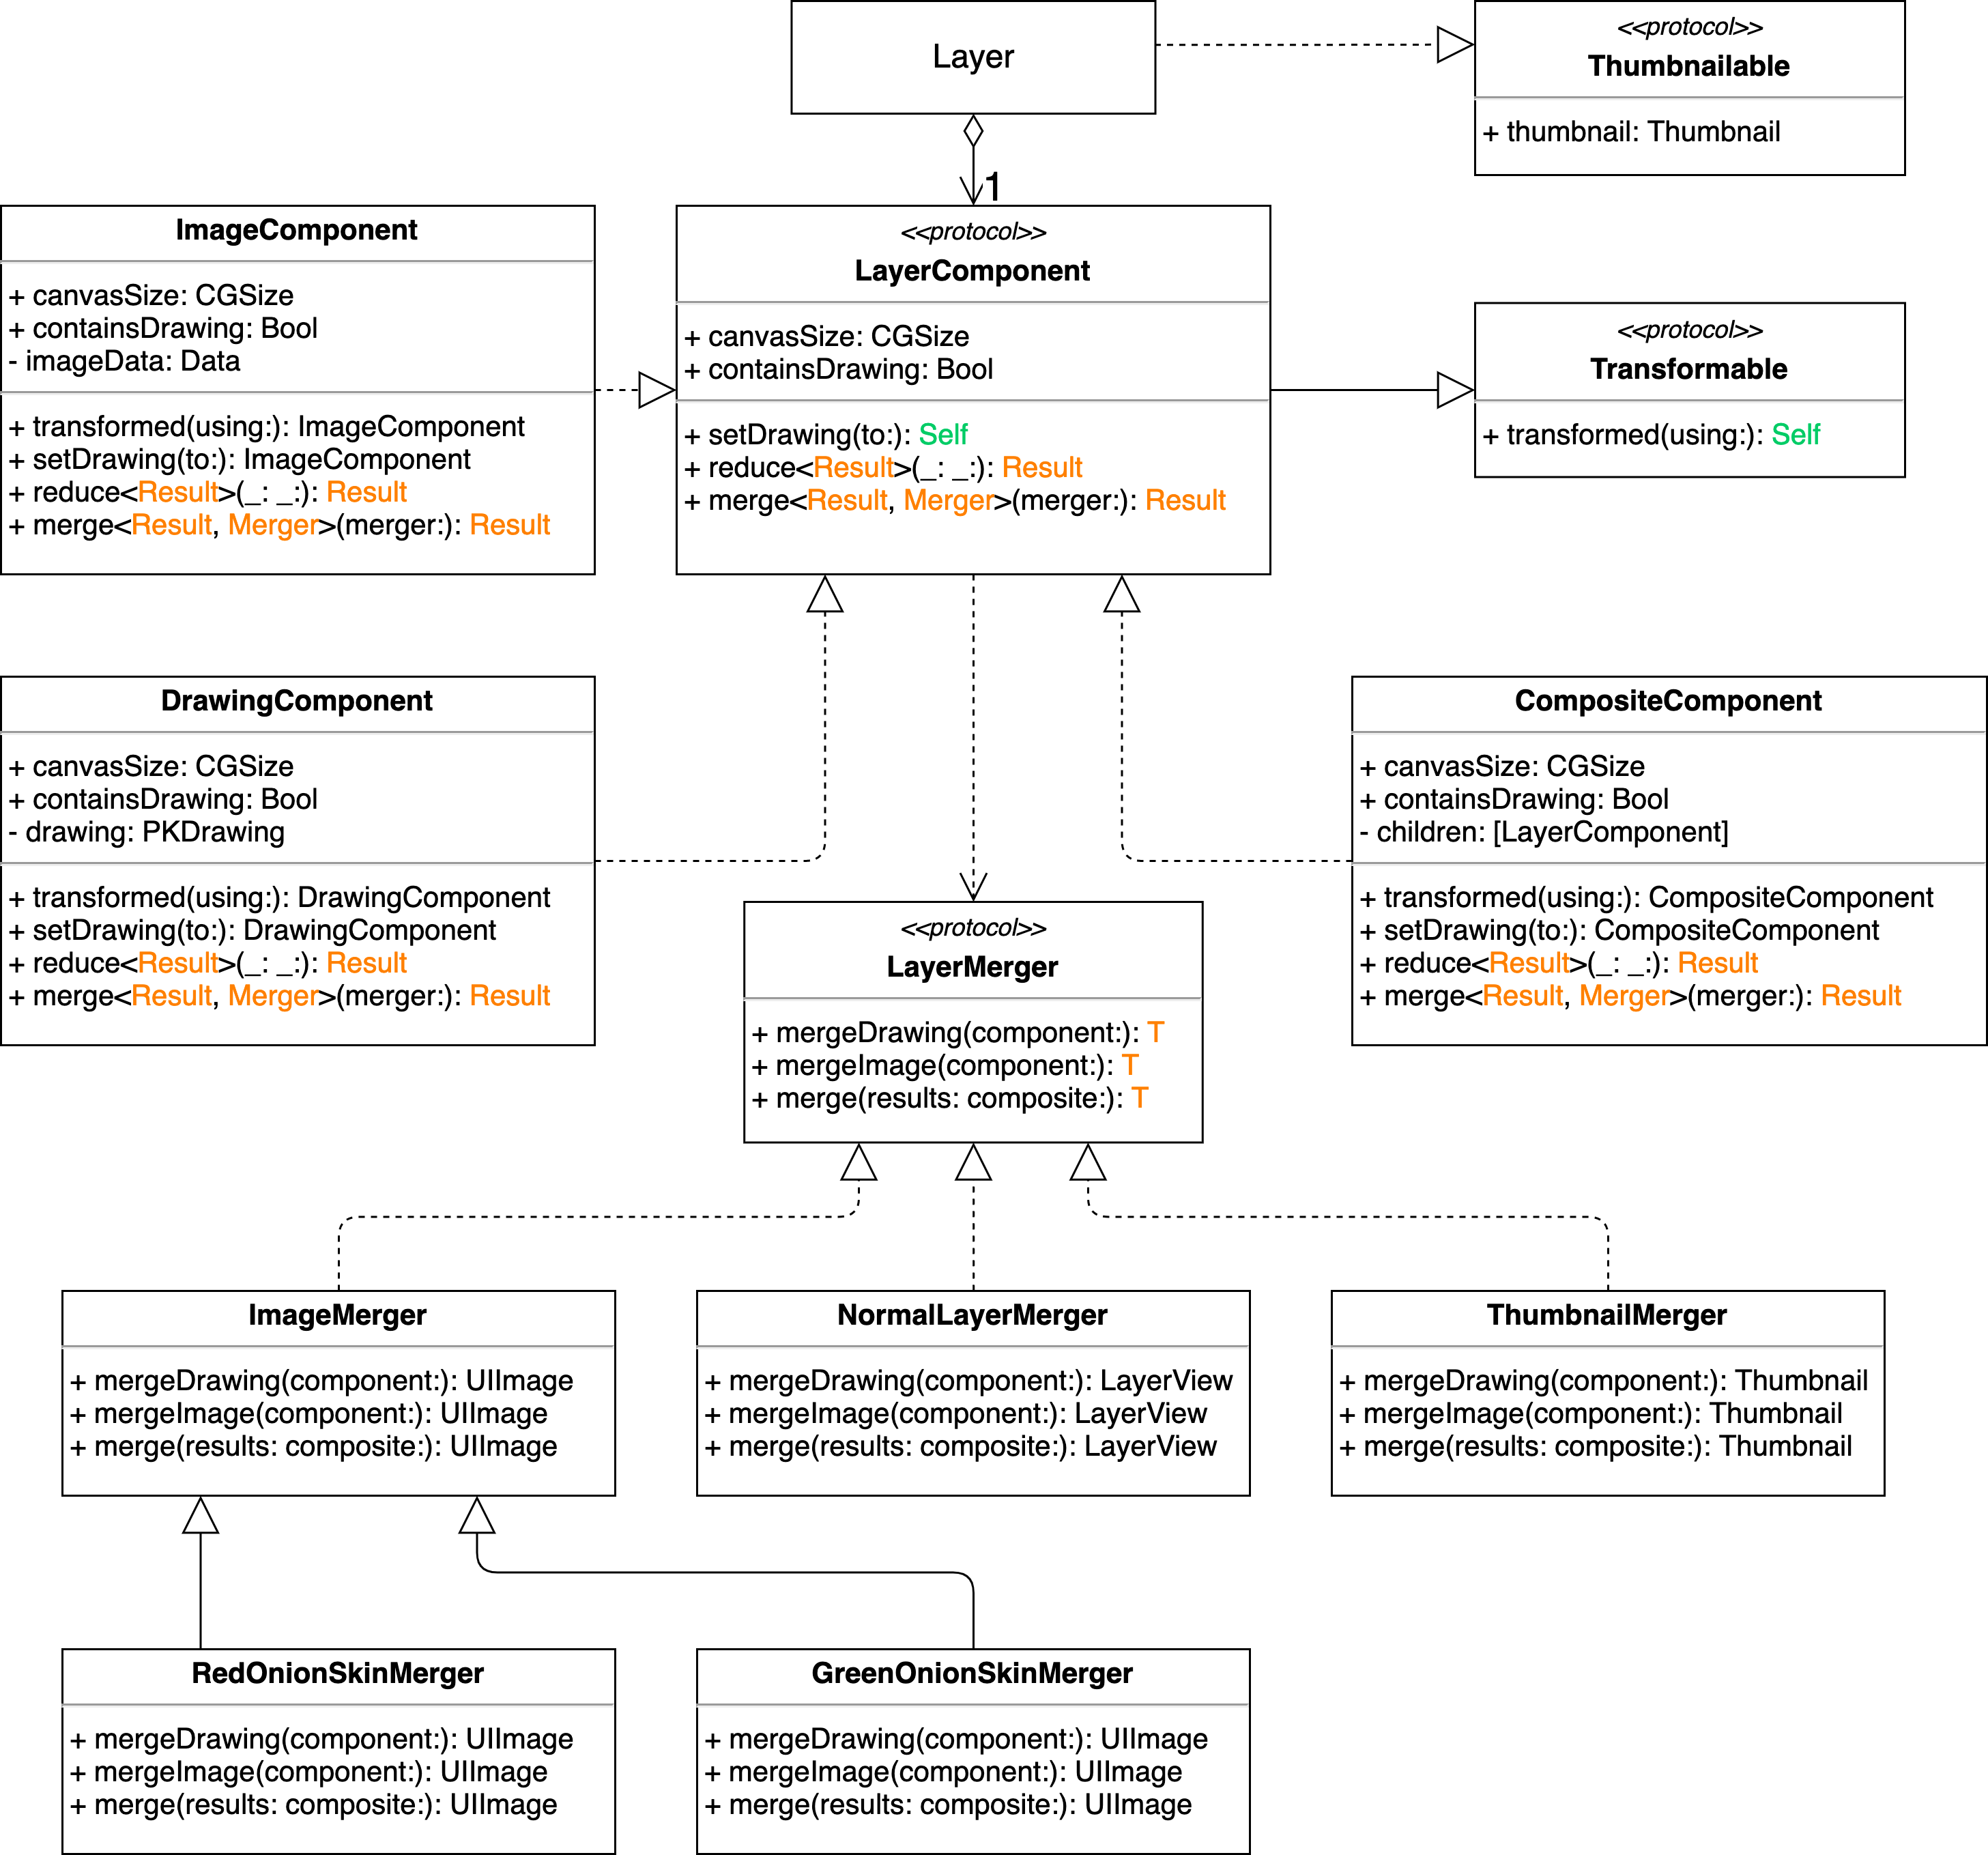 Layer
<<protocol>>
Thumbnailable
+ thumbnail: Thumbnail
1
ImageComponent
+ canvasSize: CGSize
+ containsDrawing: Bool
- imageData: Data
+ transformed(using:): ImageComponent
+ setDrawing(to:): ImageComponent
+ reduce<Result>(_: _:): Result
+ merge<Result, Merger>(merger:): Result
<<protocol>>
LayerComponent
+ canvasSize: CGSize
+ containsDrawing: Bool
+ setDrawing(to:): Self
+ reduce<Result>(_: _:): Result
+ merge<Result, Merger>(merger:): Result
<<protocol>>
Transformable
+ transformed(using:): Self
DrawingComponent
+ canvasSize: CGSize
+ containsDrawing: Bool
- drawing: PKDrawing
+ transformed(using:): DrawingComponent
+ setDrawing(to:): DrawingComponent
+ reduce<Result>(_: _:): Result
+ merge<Result, Merger>(merger:): Result
CompositeComponent
+ canvasSize: CGSize
+ containsDrawing: Bool
- children: [LayerComponent]
+ transformed(using:): CompositeComponent
+ setDrawing(to:): CompositeComponent
+ reduce<Result>(_: _:): Result
+ merge<Result, Merger>(merger:): Result
<<protocol>>
LayerMerger
+ mergeDrawing(component:): T
+ mergeImage(component:): T
+ merge(results: composite:): T
ImageMerger
+ mergeDrawing(component:): UIImage
+ mergeImage(component:): UIImage
+ merge(results: composite:): UIImage
NormalLayerMerger
+ mergeDrawing(component:): LayerView
+ mergeImage(component:): LayerView
+ merge(results: composite:): LayerView
ThumbnailMerger
+ mergeDrawing(component:): Thumbnail
+ mergeImage(component:): Thumbnail
+ merge(results: composite:): Thumbnail
RedOnionSkinMerger
+ mergeDrawing(component:): UIImage
+ mergeImage(component:): UIImage
+ merge(results: composite:): UIImage
GreenOnionSkinMerger
+ mergeDrawing(component:): UIImage
+ mergeImage(component:): UIImage
+ merge(results: composite:): UIImage